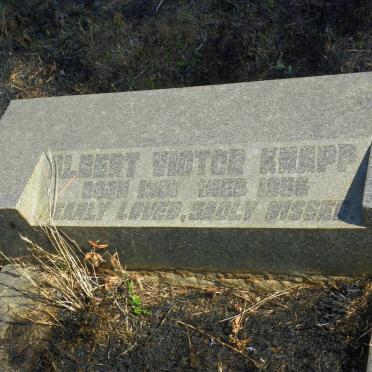 ALBERT VICTOR KNAPP
BORN DIED
DEARLY LOVED, SADLY MISSED